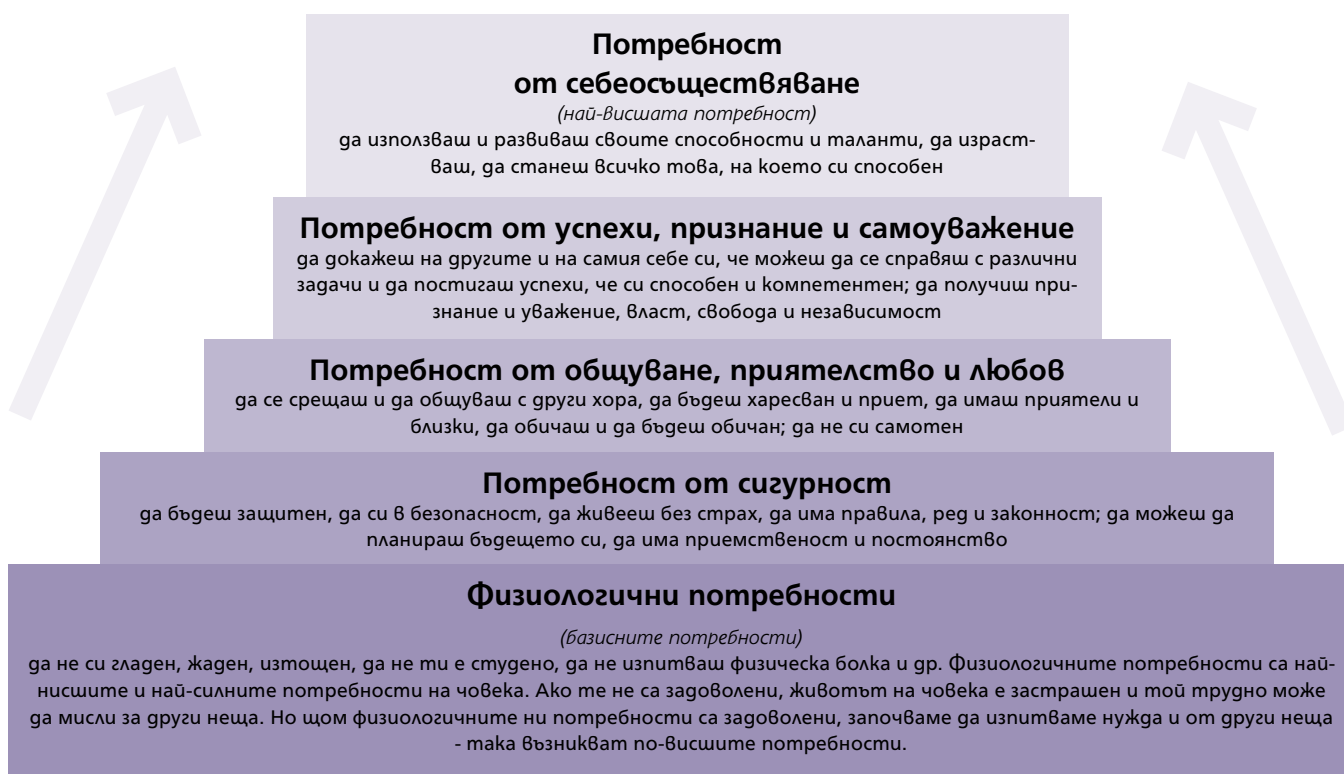 Потребност
от себеосъществяване
(най-висшата потребност)
да използваш и развиваш своите способности и таланти, да израст-
ваш, да станеш всичко това, на което си способен
Потребност от успехи, признание и самоуважение
да докажеш на другите и на самия себе си, че можеш да се справяш с различни
задачи и да постигаш успехи, че си способен и компетентен; да получиш при-
знание и уважение, власт, свобода и независимост
Потребност от общуване, приятелство и любов
да се срещаш и да общуваш с други хора, да бъдеш харесван и приет, да имаш приятели и
близки, да обичаш и да бъдеш обичан; да не си самотен
Потребност от сигурност
да бъдеш защитен, да си в безопасност, да живееш без страх, да има правила, ред и законност; да можеш да
планираш бъдещето си, да има приемственост и постоянство
Физиологични потребности
(базисните потребности)
да не си гладен, жаден, изтощен, да не ти е студено, да не изпитваш физическа болка и др. Физиологичните потребности са най-
нисшите и най-силните потребности на човека. Ако те не са задоволени, животът на човека е застрашен и той трудно може
да мисли за други неща. Но щом физиологичните ни потребности са задоволени, започваме да изпитваме нужда и от други неща
- така възникват по-висшите потребности.